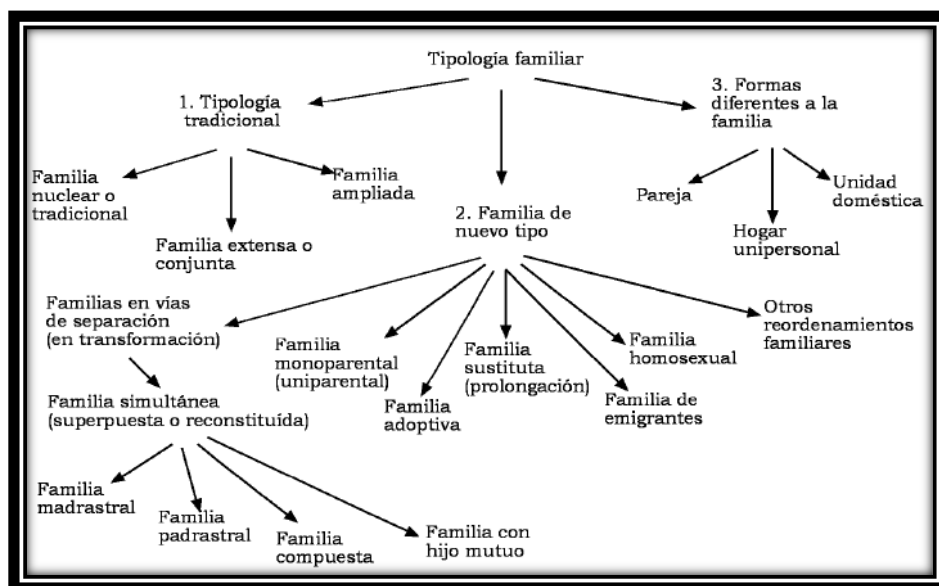 Tipología familiar
1. Tipología
tradicional
Familia
nuclear o
tradicional
Familia extensa o
conjunta
Familia
ampliada
2. Familia de
nuevo tipo
Familias en vías
de separación
(en transformación)
Familia simultánea
(superpuesta o reconstituída)
Familia
madrastral
Familia
padrastral
Familia
compuesta
Familia con
hijo mutuo
Familia
monoparental
(uniparental)
Familia
adoptiva
Familia
sustituta
(prolongación)
Familia de
emigrantes
Familia
homosexual
Otros
reordenamientos
familiares
3. Formas
diferentes a la
familia
Pareja
Hogar
unipersonal
Unidad
doméstica